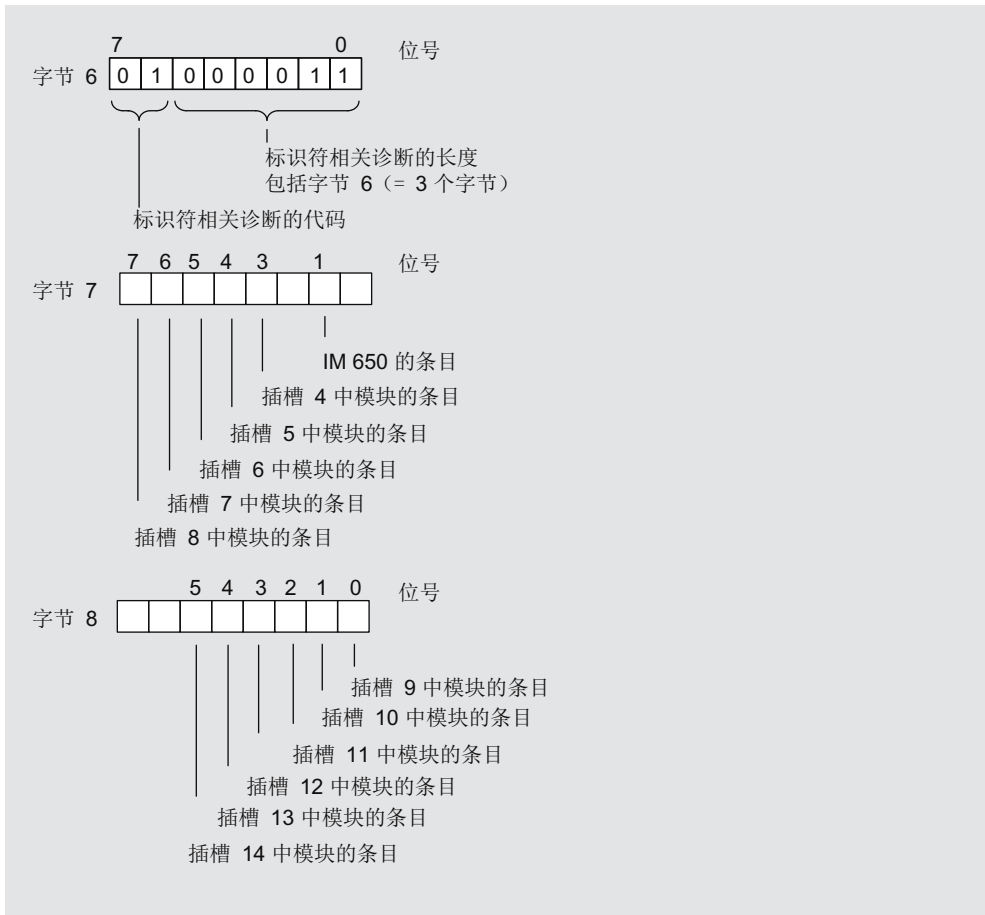 7 0 位号
字节 6 0 1 0 0 0 0 1 1
标识符相关诊断的长度
包括字节 6（= 3 个字节）
标识符相关诊断的代码
7 6 5 4 3 1 位号
字节 7
IM 650 的条目
插槽 4 中模块的条目
插槽 5 中模块的条目
插槽 6 中模块的条目
插槽 7 中模块的条目
插槽 8 中模块的条目
5 4 3 2 1 0 位号
字节 8
插槽 9 中模块的条目
插槽 10 中模块的条目
插槽 11 中模块的条目
插槽 12 中模块的条目
插槽 13 中模块的条目
插槽 14 中模块的条目